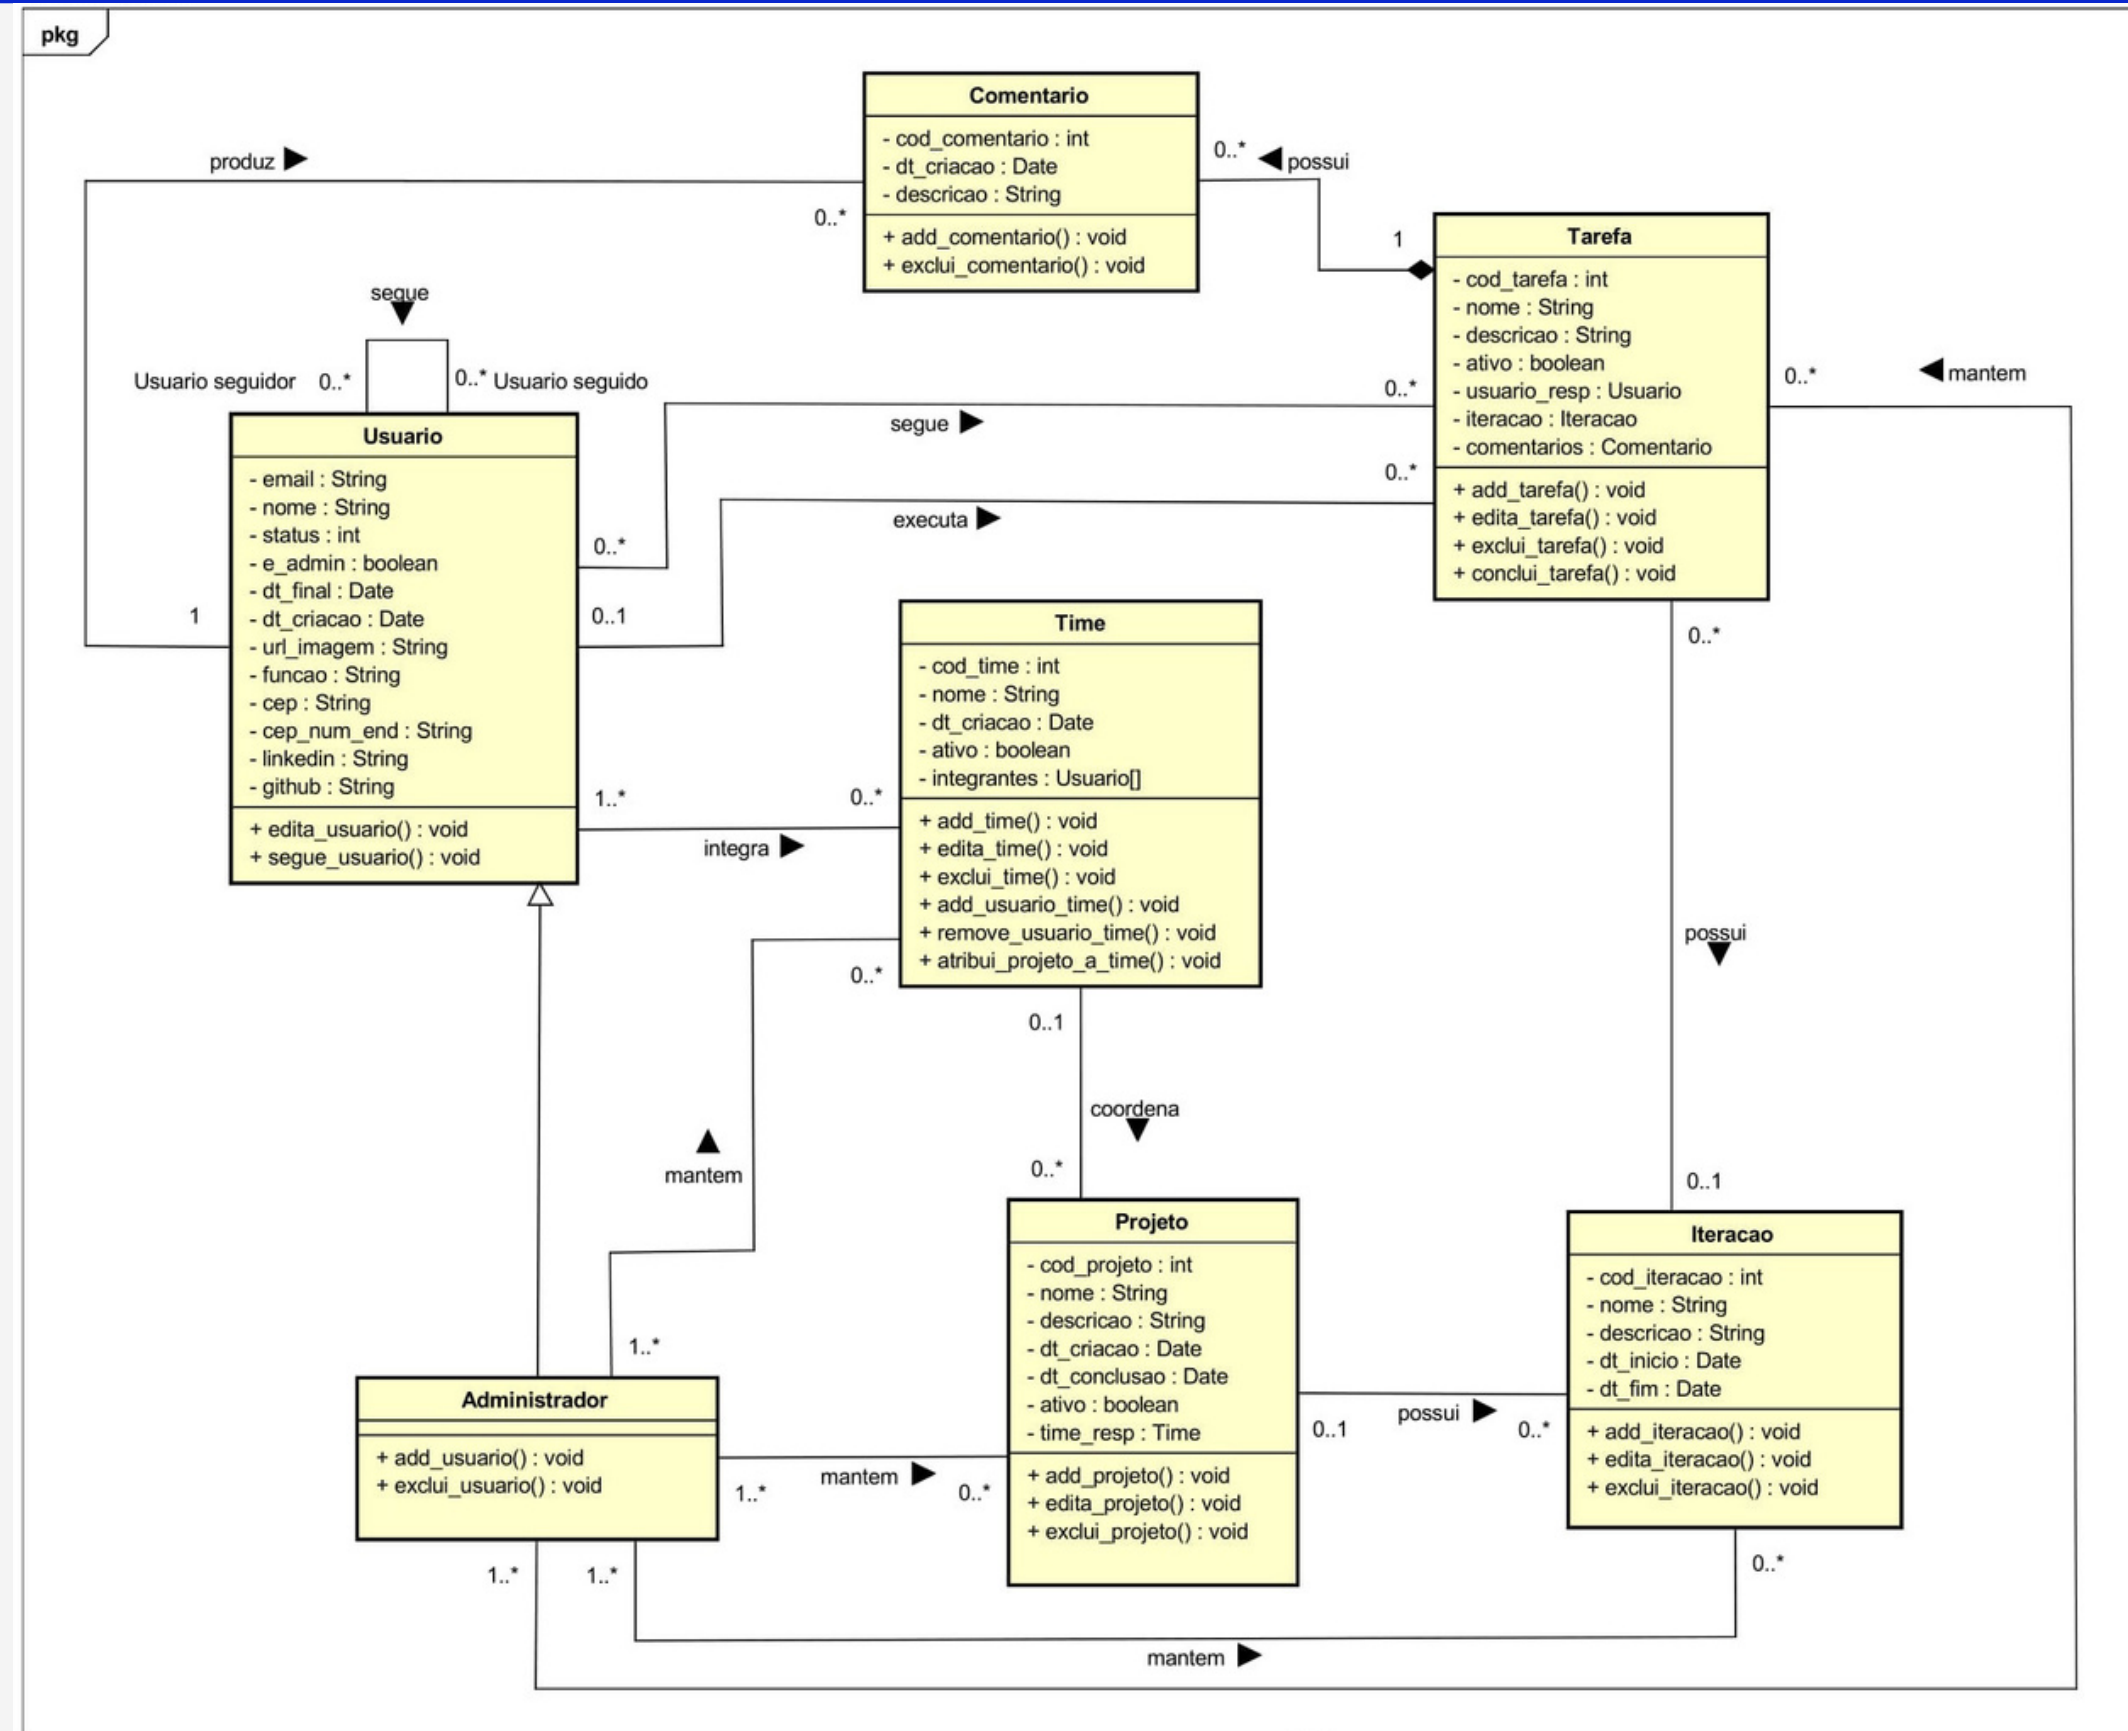 pkg
Comentario
- cod_comentario : int
- dt_criacao : Date
- descricao : String
+ add_comentario() : void
+ exclui_comentario() : void
produz
0..*
0..*
possui
1
Tarefa
- cod_tarefa : int
- nome : String
- descricao : String
- ativo : boolean
- usuario_resp : Usuario
- iteracao : Iteracao
- comentarios : Comentario
+ add_tarefa() : void
+ edita_tarefa() : void
+ exclui_tarefa() : void
+ conclui_tarefa() : void
segue
Usuario seguidor 0..*
0..* Usuario seguido
0..*
segue
0..*
executa
0..*
mantem
Usuario
- email : String
- nome : String
- status : int
- e_admin : boolean
- dt_final : Date
- dt_criacao : Date
- url_imagem : String
- funcao : String
- cep : String
- cep_num_end : String
- linkedin : String
- github : String
+ edita_usuario() : void
+ segue_usuario() : void
0..*
1
0..1
1..*
0..*
integra
Time
- cod_time : int
- nome : String
- dt_criacao : Date
- ativo : boolean
- integrantes : Usuario[]
+ add_time() : void
+ edita_time() : void
+ exclui_time() : void
+ add_usuario_time() : void
+ remove_usuario_time() : void
+ atribui_projeto_a_time() : void
0..*
0..*
possui
0..1
0..1
coordena
0..*
mantem
1..*
Projeto
- cod_projeto : int
- nome : String
- descricao : String
- dt_criacao : Date
- dt_conclusao : Date
- ativo : boolean
- time_resp : Time
+ add_projeto() : void
+ edita_projeto() : void
+ exclui_projeto() : void
Iteracao
- cod_iteracao : int
- nome : String
- descricao : String
- dt_inicio : Date
- dt_fim : Date
+ add_iteracao() : void
+ edita_iteracao() : void
+ exclui_iteracao() : void
Administrador
+ add_usuario() : void
+ exclui_usuario() : void
1..*
mantem
0..*
0..1
possui
0..*
1..*
1..*
0..*
mantem